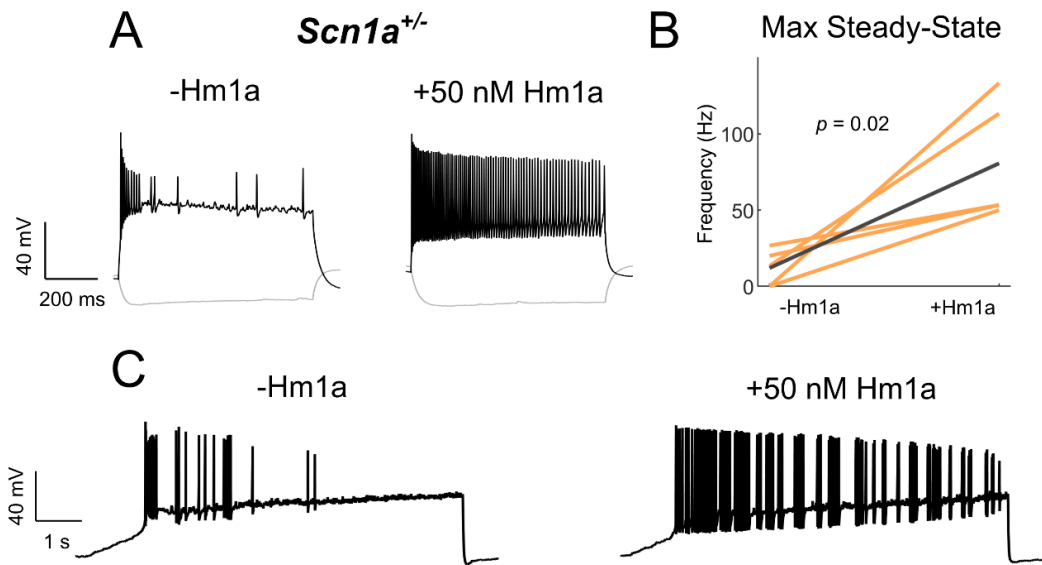 A
Scn1a+/-
B
Max Steady-State
-Hm1a
+50 nM Hm1a
p = 0.02
Frequency (Hz)
100
50
0
-Hm1a
+Hm1a
40 mV
200 ms
C
-Hm1a
+50 nM Hm1a
40 mV
1 s